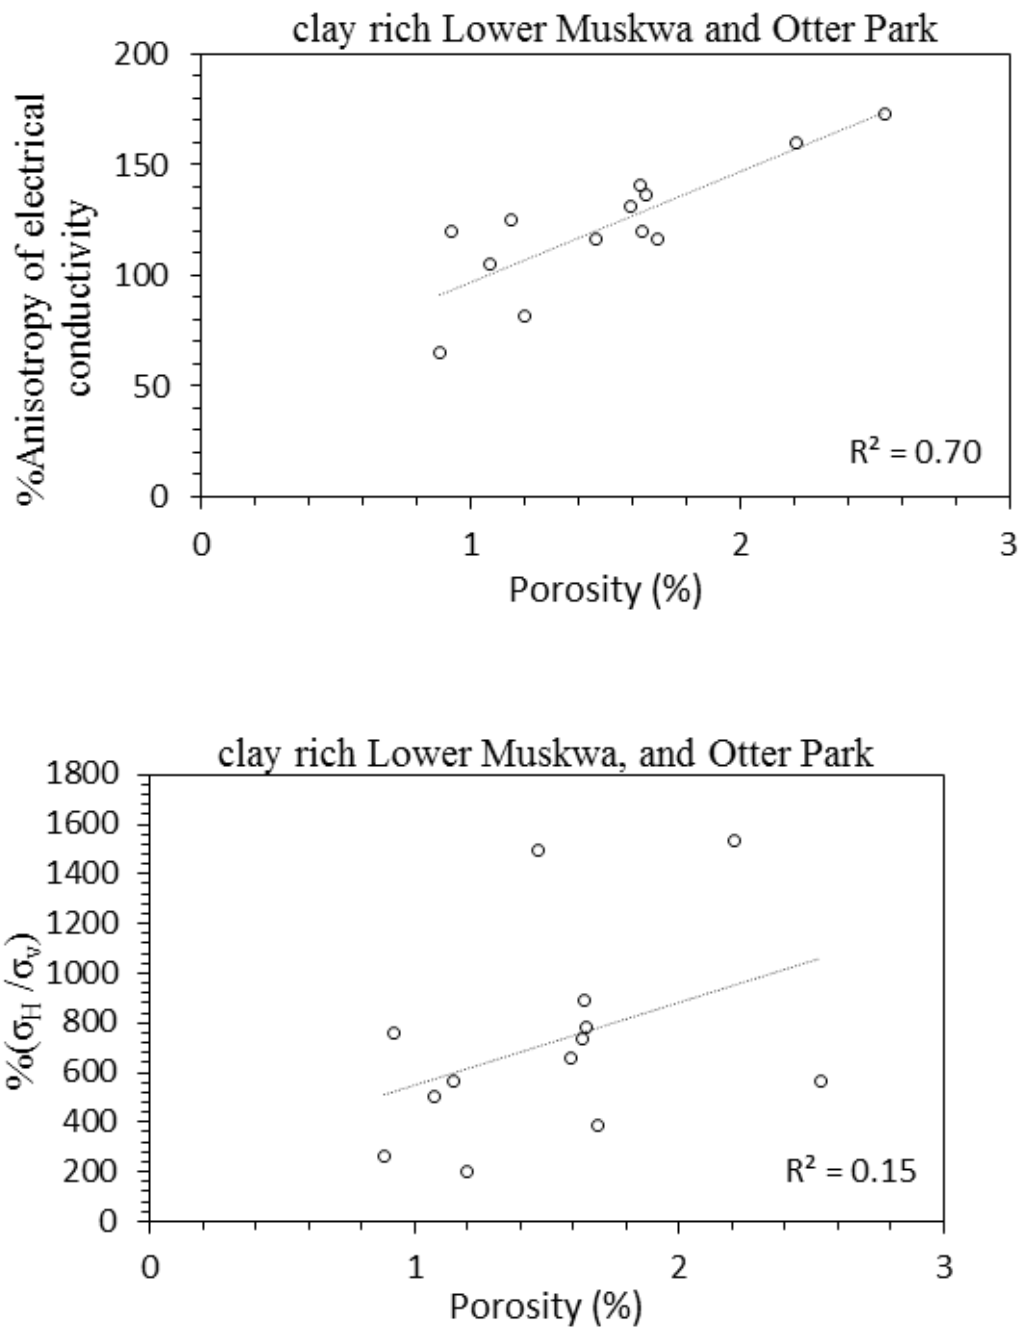 clay rich Lower Muskwa and Otter Park
200
150
100
50
0
%Anisotropy of electrical
conductivity
R² = 0.70
0 1 2 3
Porosity (%)
clay rich Lower Muskwa, and Otter Park
1800
1600
1400
1200
1000
800
600
400
200
0
%(σH /σv)
R² = 0.15
0 1 2 3
Porosity (%)